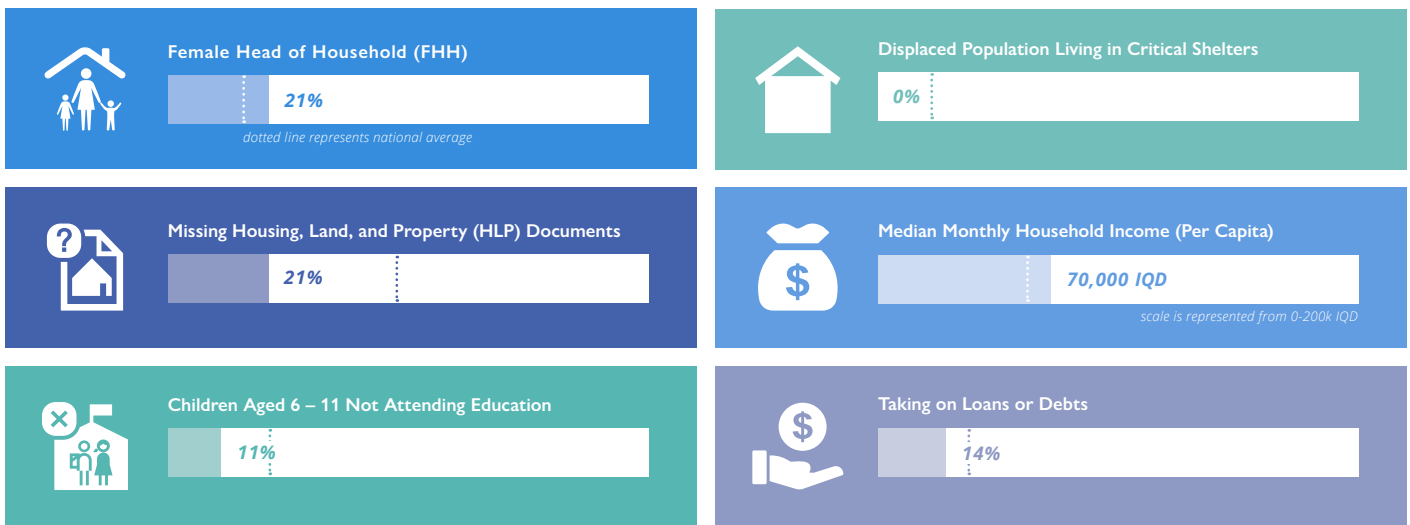 Female Head of Household (FHH)
21%
dotted line represents national average
Displaced Population Living in Critical Shelters
0%
?
Missing Housing, Land, and Property (HLP) Documents
21%
$
Median Monthly Household Income (Per Capita)
70,000 IQD
scale is represented from 0-200k IQD
Children Aged 6 – 11 Not Attending Education
11%
$
Taking on Loans or Debts
14%